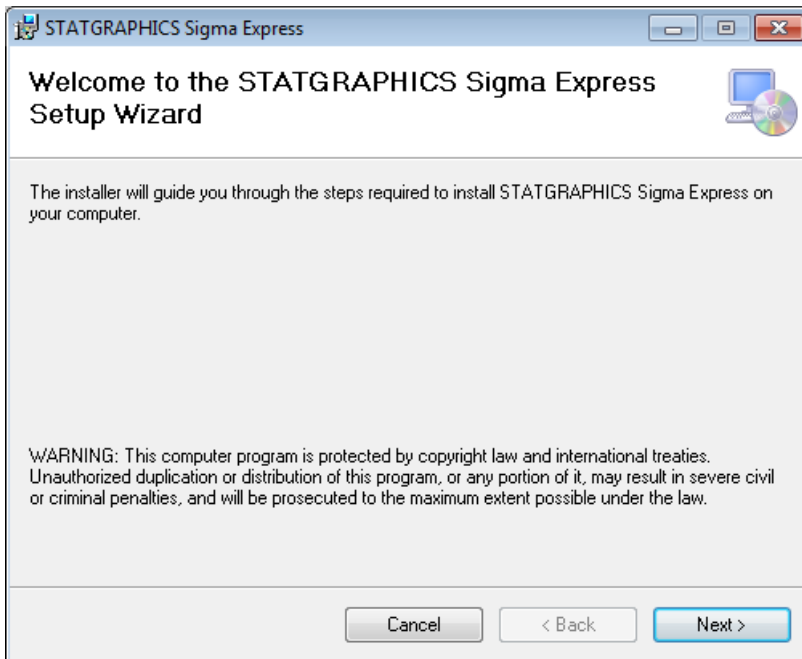 STATGRAPHICS Sigma Express
Welcome to the STATGRAPHICS Sigma Express
Setup Wizard
The installer will guide you through the steps required to install STATGRAPHICS Sigma Express on
your computer.
WARNING: This computer program is protected by copyright law and international treaties.
Unauthorized duplication or distribution of this program, or any portion of it, may result in severe civil
or criminal penalties, and will be prosecuted to the maximum extent possible under the law.
Cancel < Back Next >